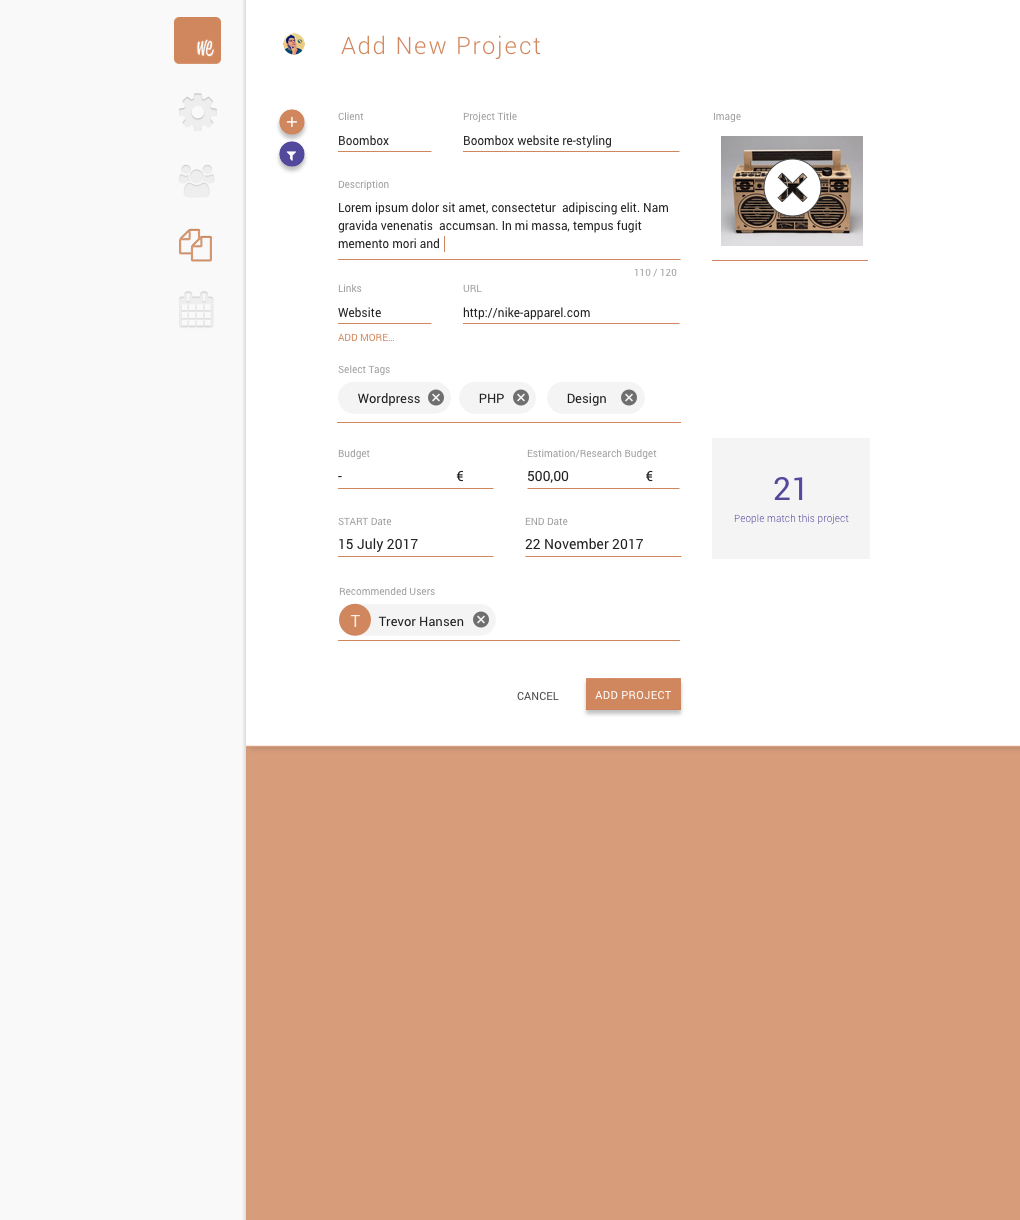 we
Add New Project
Client
Project Title
Image
Boombox
Boombox website re-styling
Description
Lorem ipsum dolor sit amet, consectetur  adipiscing elit. Nam
gravida venenatis  accumsan. In mi massa, tempus fugit
memento mori and
110 / 120
Links
URL
Website
http://nike-apparel.com
ADD MORE...
Select Tags
Wordpress
PHP
Design
Budget
Estimation/Research Budget
- €
500,00 €
21
People match this project
START Date
END Date
15 July 2017
22 November 2017
Recommended Users
T
Trevor Hansen
CANCEL
ADD PROJECT